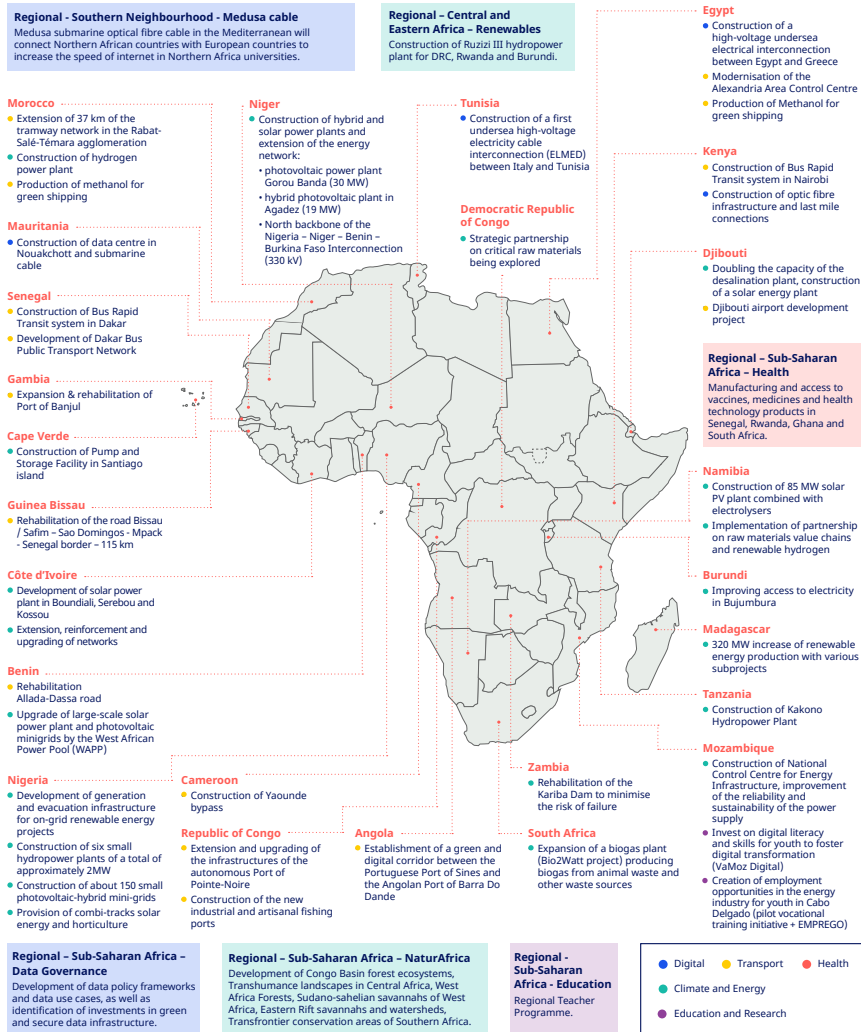 Regional - Southern Neighbourhood - Medusa cable
Medusa submarine optical fibre cable in the Mediterranean will
connect Northern African countries with European countries to
increase the speed of internet in Northern Africa universities.
Regional – Central and
Eastern Africa – Renewables
Construction of Ruzizi III hydropower
plant for DRC, Rwanda and Burundi.
Egypt
Construction of a
high-voltage undersea
electrical interconnection
between Egypt and Greece
Modernisation of the
Alexandria Area Control Centre
Production of Methanol for
green shipping
Morocco
Extension of 37 km of the
tramway network in the Rabat-
Salé-Témara agglomeration
Construction of hydrogen
power plant
Production of methanol for
green shipping
Niger
Construction of hybrid and
solar power plants and
extension of the energy
network:
• photovoltaic power plant
Gorou Banda (30 MW)
• hybrid photovoltaic plant in
Agadez (19 MW)
• North backbone of the
Nigeria – Niger – Benin –
Burkina Faso Interconnection
(330 kV)
Tunisia
Construction of a first
undersea high-voltage
electricity cable
interconnection (ELMED)
between Italy and Tunisia
Democratic Republic
of Congo
Strategic partnership
on critical raw materials
being explored
Kenya
Construction of Bus Rapid
Transit system in Nairobi
Construction of optic fibre
infrastructure and last mile
connections
Mauritania
Construction of data centre in
Nouakchott and submarine
cable
Djibouti
Doubling the capacity of the
desalination plant, construction
of a solar energy plant
Djibouti airport development
project
Senegal
Construction of Bus Rapid
Transit system in Dakar
Development of Dakar Bus
Public Transport Network
Regional – Sub-Saharan
Africa – Health
Manufacturing and access to
vaccines, medicines and health
technology products in
Senegal, Rwanda, Ghana and
South Africa.
Gambia
Expansion & rehabilitation of
Port of Banjul
Cape Verde
Construction of Pump and
Storage Facility in Santiago
island
Namibia
Construction of 85 MW solar
PV plant combined with
electrolysers
Implementation of partnership
on raw materials value chains
and renewable hydrogen
Guinea Bissau
Rehabilitation of the road Bissau
/ Safim – Sao Domingos - Mpack
- Senegal border – 115 km
Burundi
Improving access to electricity
in Bujumbura
Côte d’Ivoire
Development of solar power
plant in Boundiali, Serebou and
Kossou
Extension, reinforcement and
upgrading of networks
Madagascar
320 MW increase of renewable
energy production with various
subprojects
Benin
Rehabilitation
Allada-Dassa road
Upgrade of large-scale solar
power plant and photovoltaic
minigrids by the West African
Power Pool (WAPP)
Tanzania
Construction of Kakono
Hydropower Plant
Mozambique
Construction of National
Control Centre for Energy
Infrastructure, improvement
of the reliability and
sustainability of the power
supply
Invest on digital literacy
and skills for youth to foster
digital transformation
(VaMoz Digital)
Creation of employment
opportunities in the energy
industry for youth in Cabo
Delgado (pilot vocational
training initiative + EMPREGO)
Nigeria
Development of generation
and evacuation infrastructure
for on-grid renewable energy
projects
Construction of six small
hydropower plants of a total of
approximately 2MW
Construction of about 150 small
photovoltaic-hybrid mini-grids
Provision of combi-tracks solar
energy and horticulture
Cameroon
Construction of Yaounde
bypass
Republic of Congo
Extension and upgrading of
the infrastructures of the
autonomous Port of
Pointe-Noire
Construction of the new
industrial and artisanal fishing
ports
Angola
Establishment of a green and
digital corridor between the
Portuguese Port of Sines and
the Angolan Port of Barra Do
Dande
Zambia
Rehabilitation of the
Kariba Dam to minimise
the risk of failure
South Africa
Expansion of a biogas plant
(Bio2Watt project) producing
biogas from animal waste and
other waste sources
Regional – Sub-Saharan Africa –
Data Governance
Development of data policy frameworks
and data use cases, as well as
identification of investments in green
and secure data infrastructure.
Regional – Sub-Saharan Africa – NaturAfrica
Development of Congo Basin forest ecosystems,
Transhumance landscapes in Central Africa, West
Africa Forests, Sudano-sahelian savannahs of West
Africa, Eastern Rift savannahs and watersheds,
Transfrontier conservation areas of Southern Africa.
Regional -
Sub-Saharan
Africa - Education
Regional Teacher
Programme.
Digital
Transport
Health
Climate and Energy
Education and Research